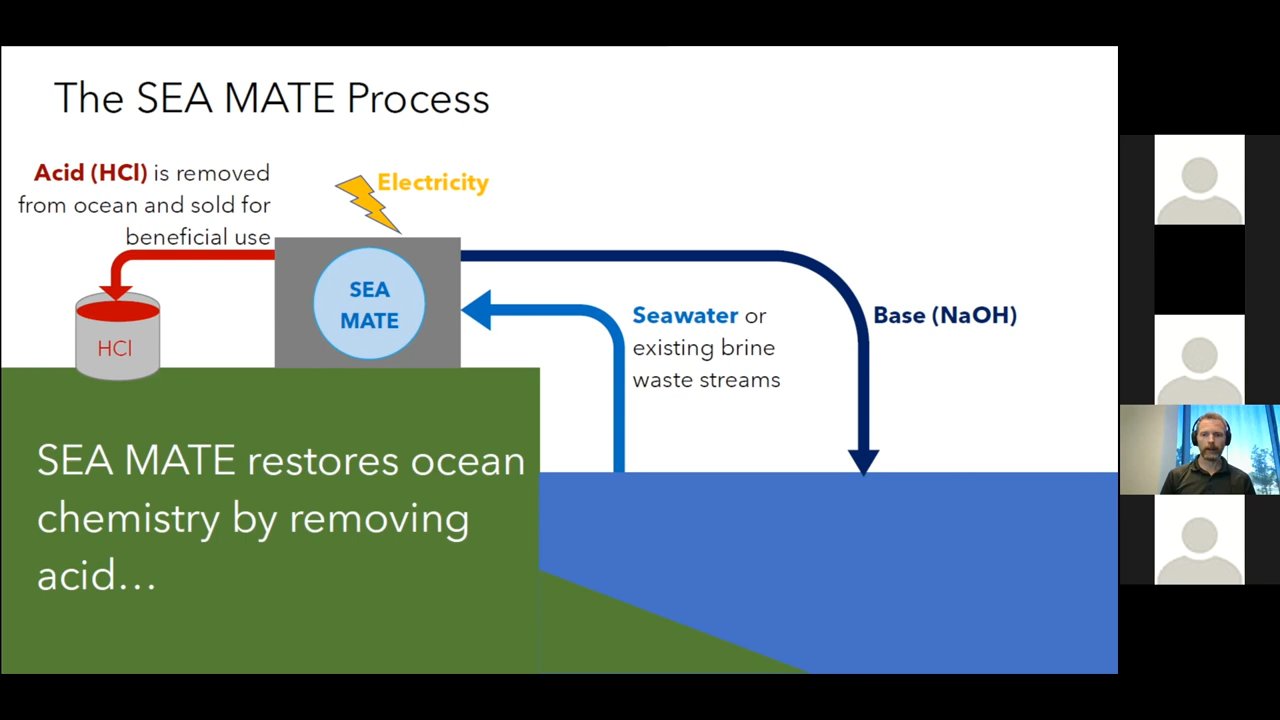 The SEA MATE Process
Acid (HCl) is removed
from ocean and sold for
beneficial use
Electricity
SEA
MATE
HCl
Seawater or
existing brine
waste streams
Base (NaOH)
SEA MATE restores ocean
chemistry by removing
acid…